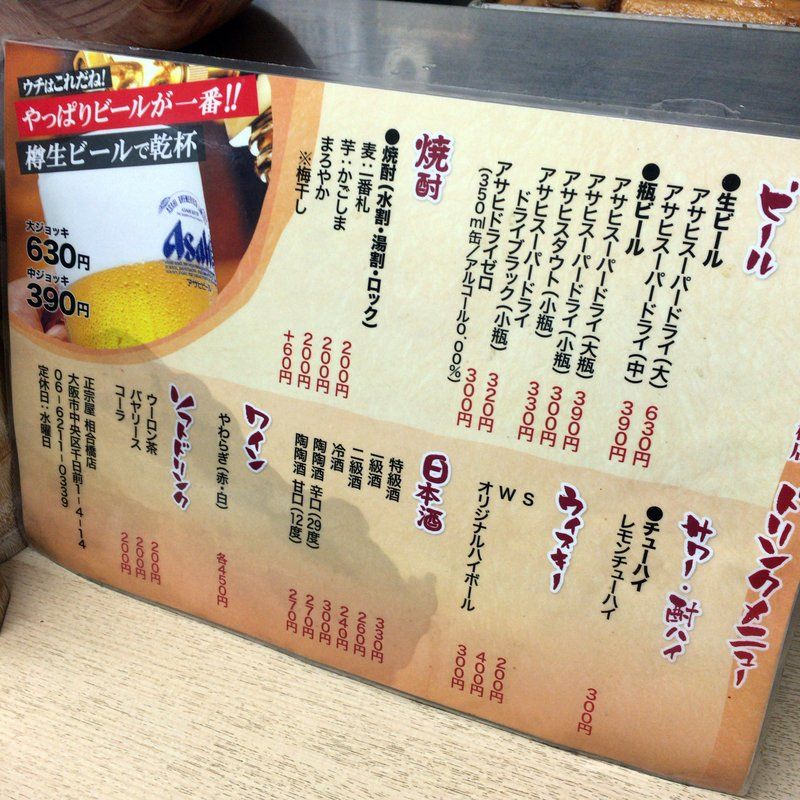 ドリンクメニュー
ビール
●生ビール
アサヒスーパードライ(大) 630円
アサヒスーパードライ(中) 390円
●瓶ビール
アサヒスーパードライ(大瓶) 390円
アサヒスーパードライ(小瓶) 300円
アサヒスタウト(小瓶) 330円
アサヒスーパードライ
ドライブラック(小瓶) 320円
アサヒドライゼロ
(350ml缶/アルコール0.00%) 300円
焼酎
●焼酎(水割・湯割・ロック)
麦:二番札 200円
芋:かごしま 200円
まろやか 200円
※梅干し +60円
ウチはこれだね!
やっぱりビールが一番!!
樽生ビールで乾杯
Asahi
アサヒビール
大ジョッキ
630円
中ジョッキ
390円
サワー・酎ハイ
●チューハイ
レモンチューハイ 300円
ウイスキー
S 200円
W 400円
オリジナルハイボール 300円
日本酒
特級酒 330円
一級酒 260円
二級酒 240円
冷酒 300円
陶陶酒 辛口(29度) 270円
陶陶酒 甘口(12度) 270円
ワイン
やわらぎ(赤・白) 各450円
ソフトドリンク
ウーロン茶 200円
バヤリース 200円
コーラ 200円
正宗屋 相合橋店
大阪市中央区千日前1-4-14
06-6211-0339
定休日:水曜日